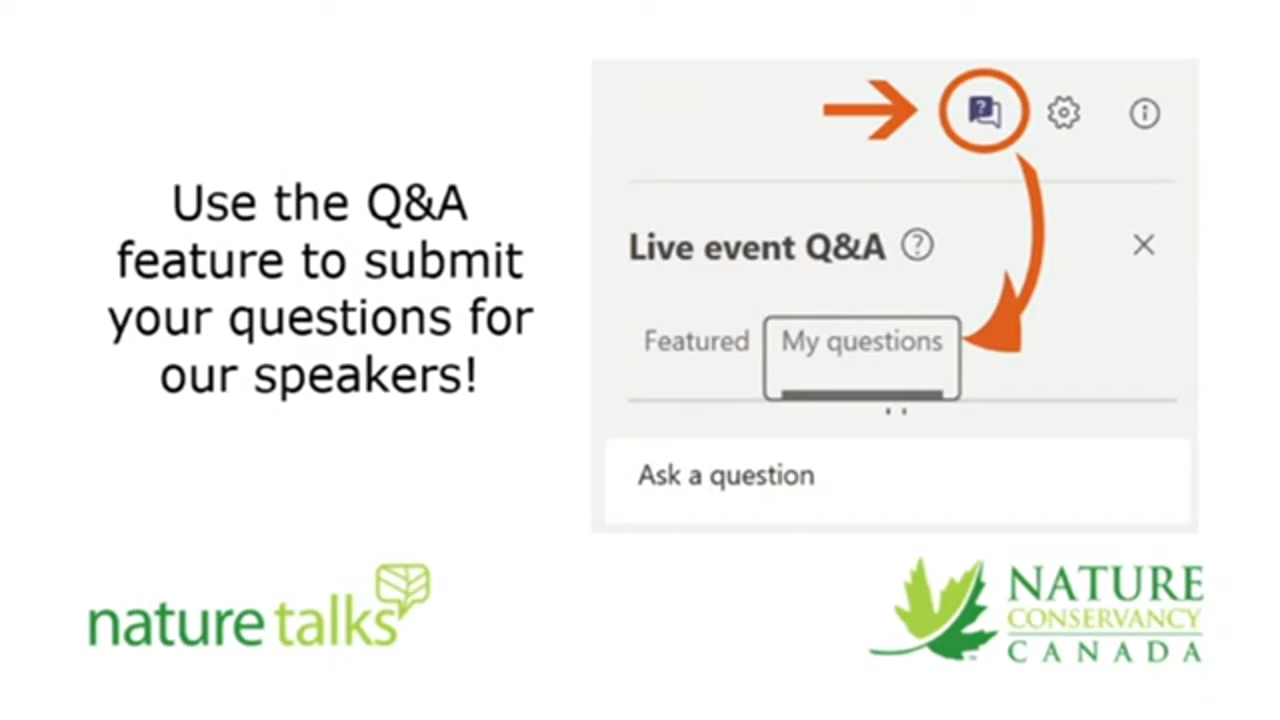 Use the Q&A
feature to submit
your questions for
our speakers!
Live event Q&A
Featured
My questions
Ask a question
nature talks
NATURE
CONSERVANCY
CANADA